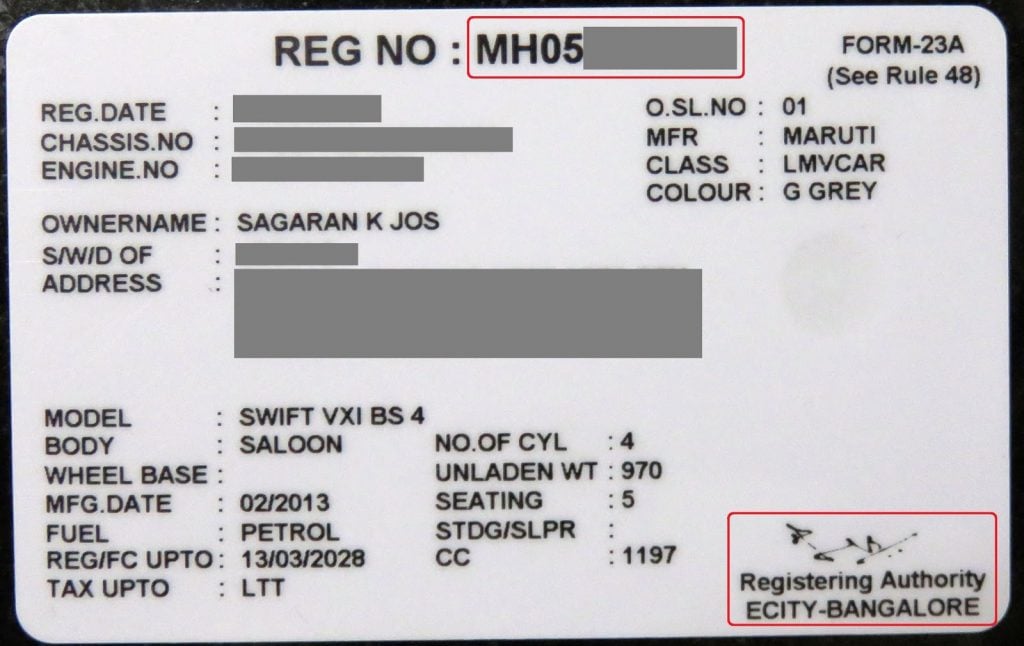 REG NO : MH05
FORM-23A
(See Rule 48)
REG.DATE :
CHASSIS.NO :
ENGINE.NO :
O.SL.NO : 01
MFR : MARUTI
CLASS : LMVCAR
COLOUR : G GREY
OWNERNAME : SAGARAN K JOS
S/W/D OF :
ADDRESS :
MODEL : SWIFT VXI BS 4
BODY : SALOON
WHEEL BASE :
MFG.DATE : 02/2013
FUEL : PETROL
REG/FC UPTO : 13/03/2028
TAX UPTO : LTT
NO.OF CYL : 4
UNLADEN WT : 970
SEATING : 5
STDG/SLPR :
CC : 1197
Registering Authority
ECITY-BANGALORE